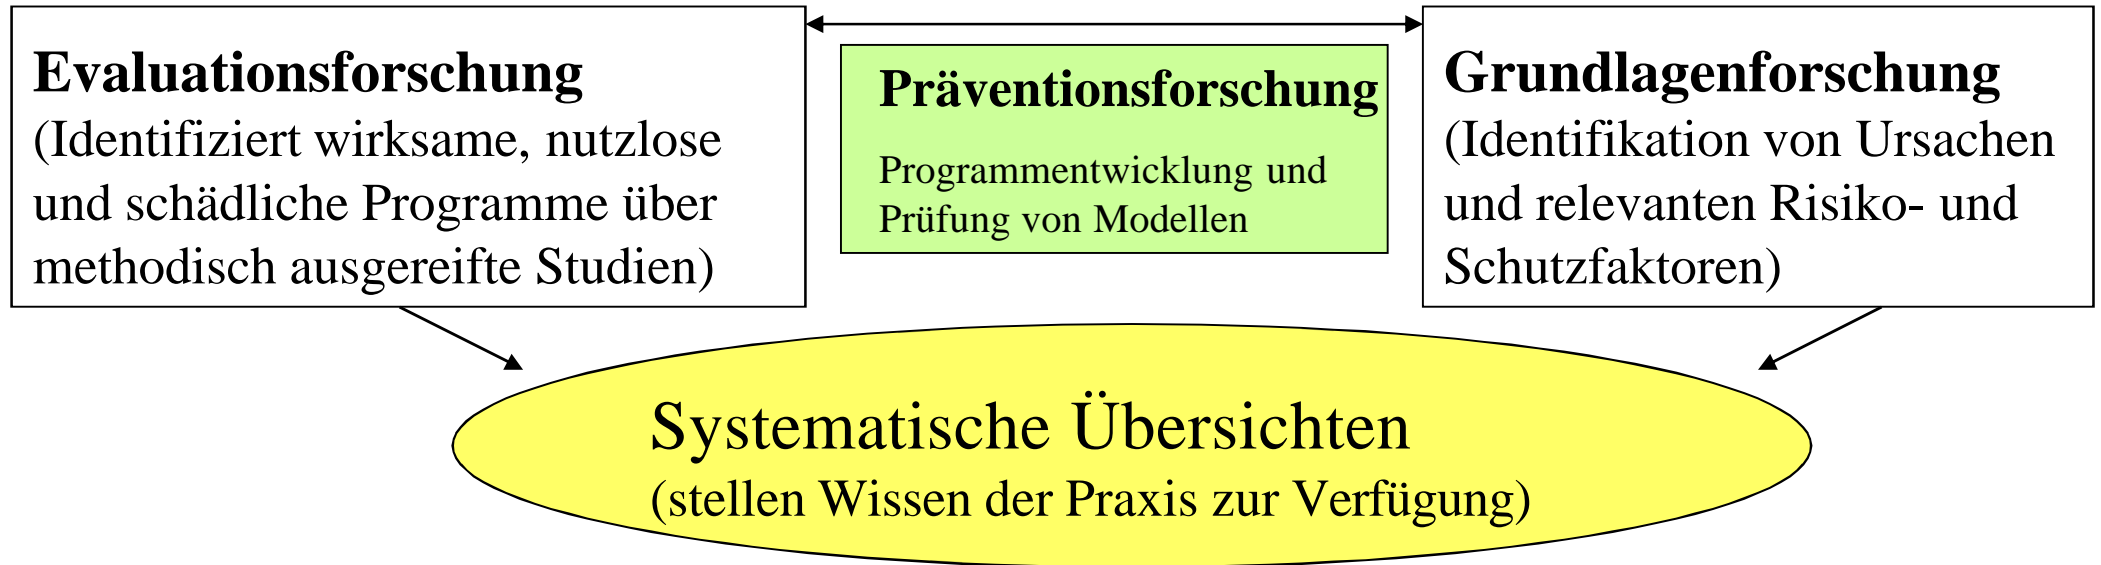 Evaluationsforschung
(Identifiziert wirksame, nutzlose
und schädliche Programme über
methodisch ausgereifte Studien)
Präventionsforschung
Programmentwicklung und
Prüfung von Modellen
Grundlagenforschung
(Identifikation von Ursachen
und relevanten Risiko- und
Schutzfaktoren)
Systematische Übersichten
(stellen Wissen der Praxis zur Verfügung)